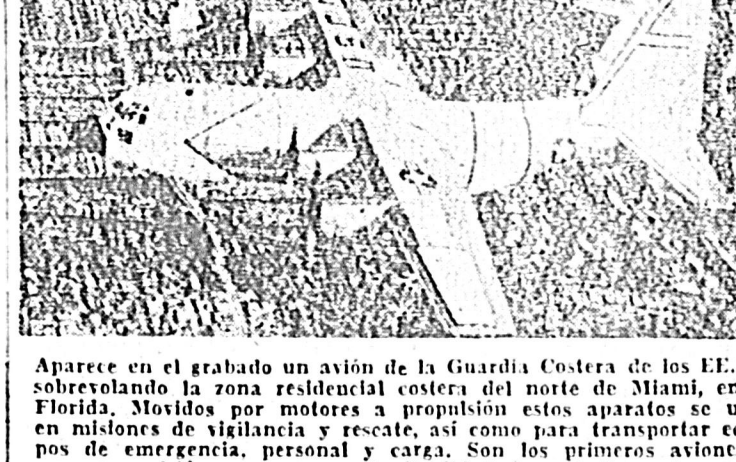 Aparece en el grabado un avión de la Guardia Costera de los EE.
sobrevolando la zona residencial costera del norte de Miami, en
Florida. Movidos por motores a propulsión estos aparatos se u
en misiones de vigilancia y rescate, así como para transportar
pos de emergencia, personal y carga. Son los primeros avione